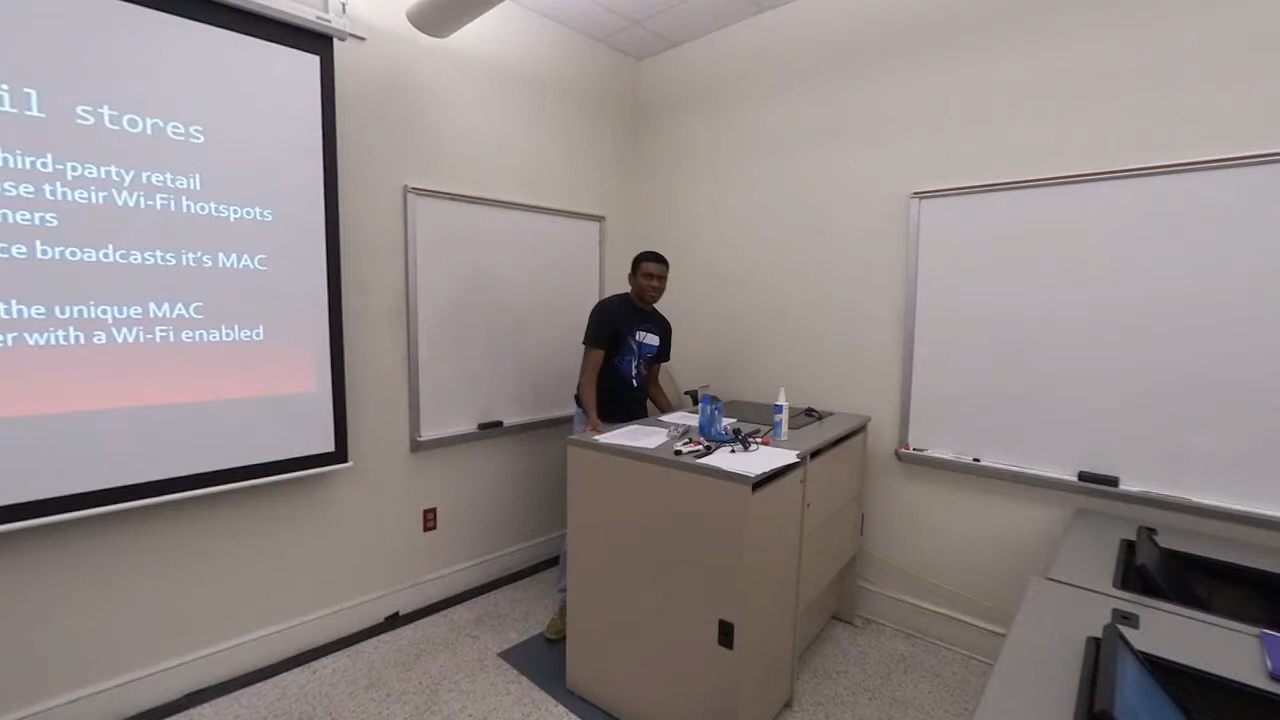 il stores
hird-party retail
se their Wi-Fi hotspots
ners
ce broadcasts it's MAC
the unique MAC
er with a Wi-Fi enabled